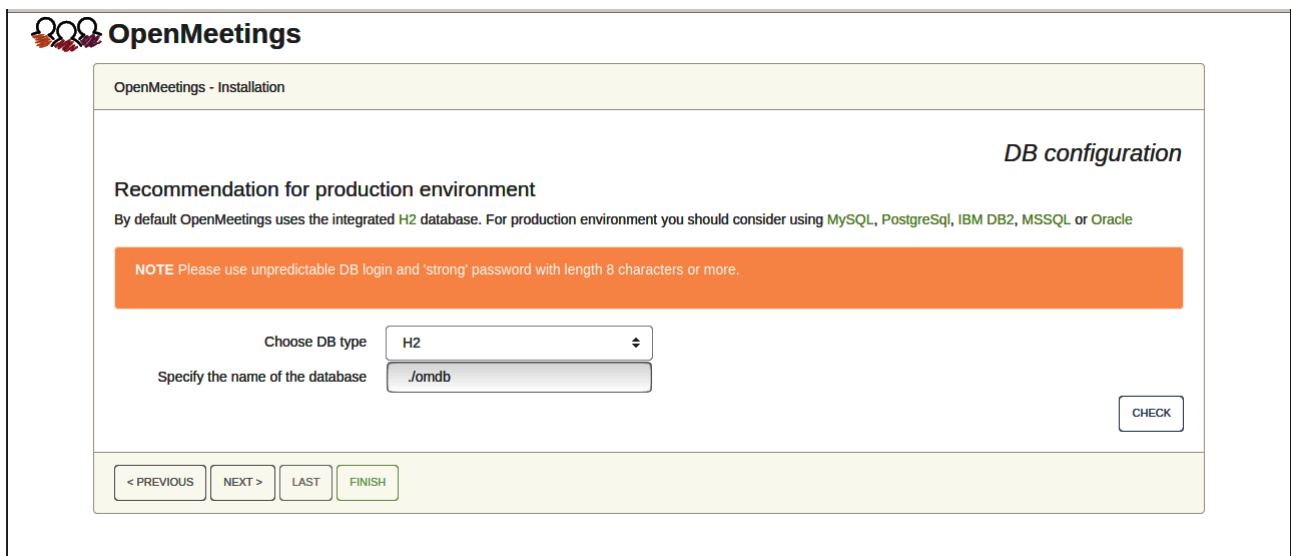 OpenMeetings
OpenMeetings - Installation
DB configuration
Recommendation for production environment
By default OpenMeetings uses the integrated H2 database. For production environment you should consider using MySQL, PostgreSql, IBM DB2, MSSQL or Oracle
NOTE Please use unpredictable DB login and 'strong' password with length 8 characters or more.
Choose DB type H2
Specify the name of the database ./omdb
CHECK
< PREVIOUS NEXT > LAST FINISH